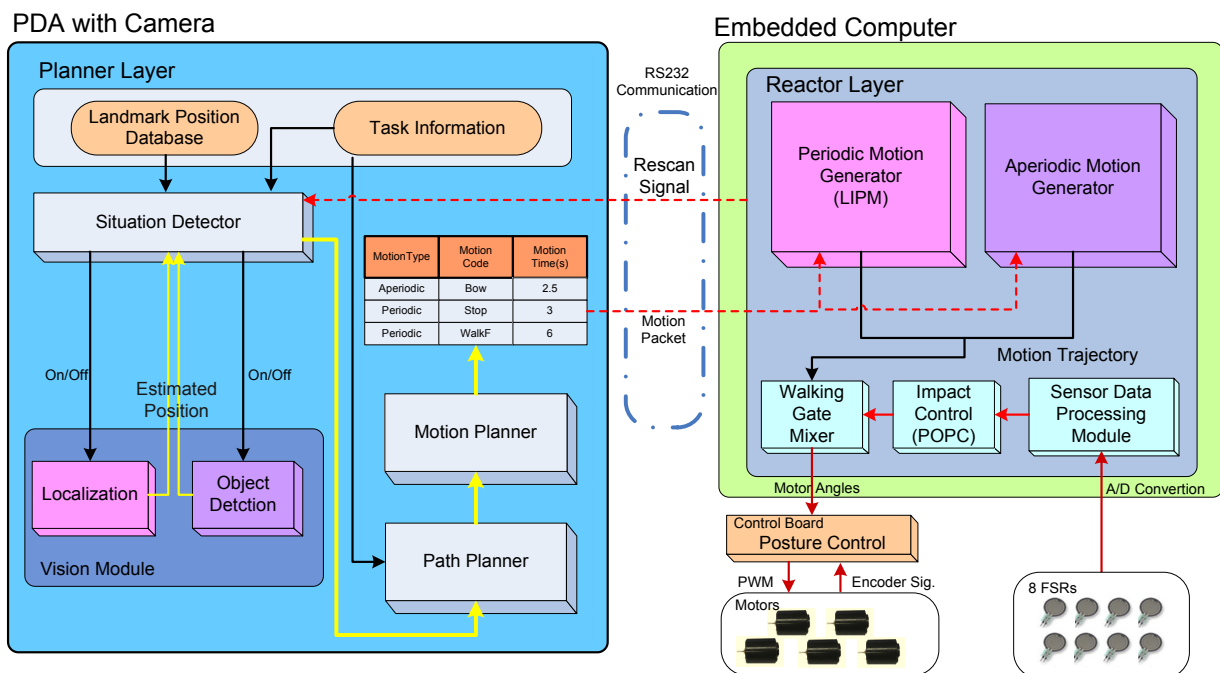 PDA with Camera
Embedded Computer
Planner Layer
Landmark Position
Database
Task Information
Situation Detector
MotionType
Motion
Code
Motion
Time(s)
Aperiodic
Bow
2.5
Periodic
Stop
3
Periodic
WalkF
6
On/Off
Estimated
Position
On/Off
Localization
Object
Detction
Vision Module
Motion Planner
Path Planner
RS232
Communication
Rescan
Signal
Motion
Packet
Reactor Layer
Periodic Motion
Generator
(LIPM)
Aperiodic Motion
Generator
Motion Trajectory
Walking
Gate
Mixer
Impact
Control
(POPC)
Sensor Data
Processing
Module
Motor Angles
A/D Convertion
Control Board
Posture Control
PWM
Encoder Sig.
Motors
8 FSRs